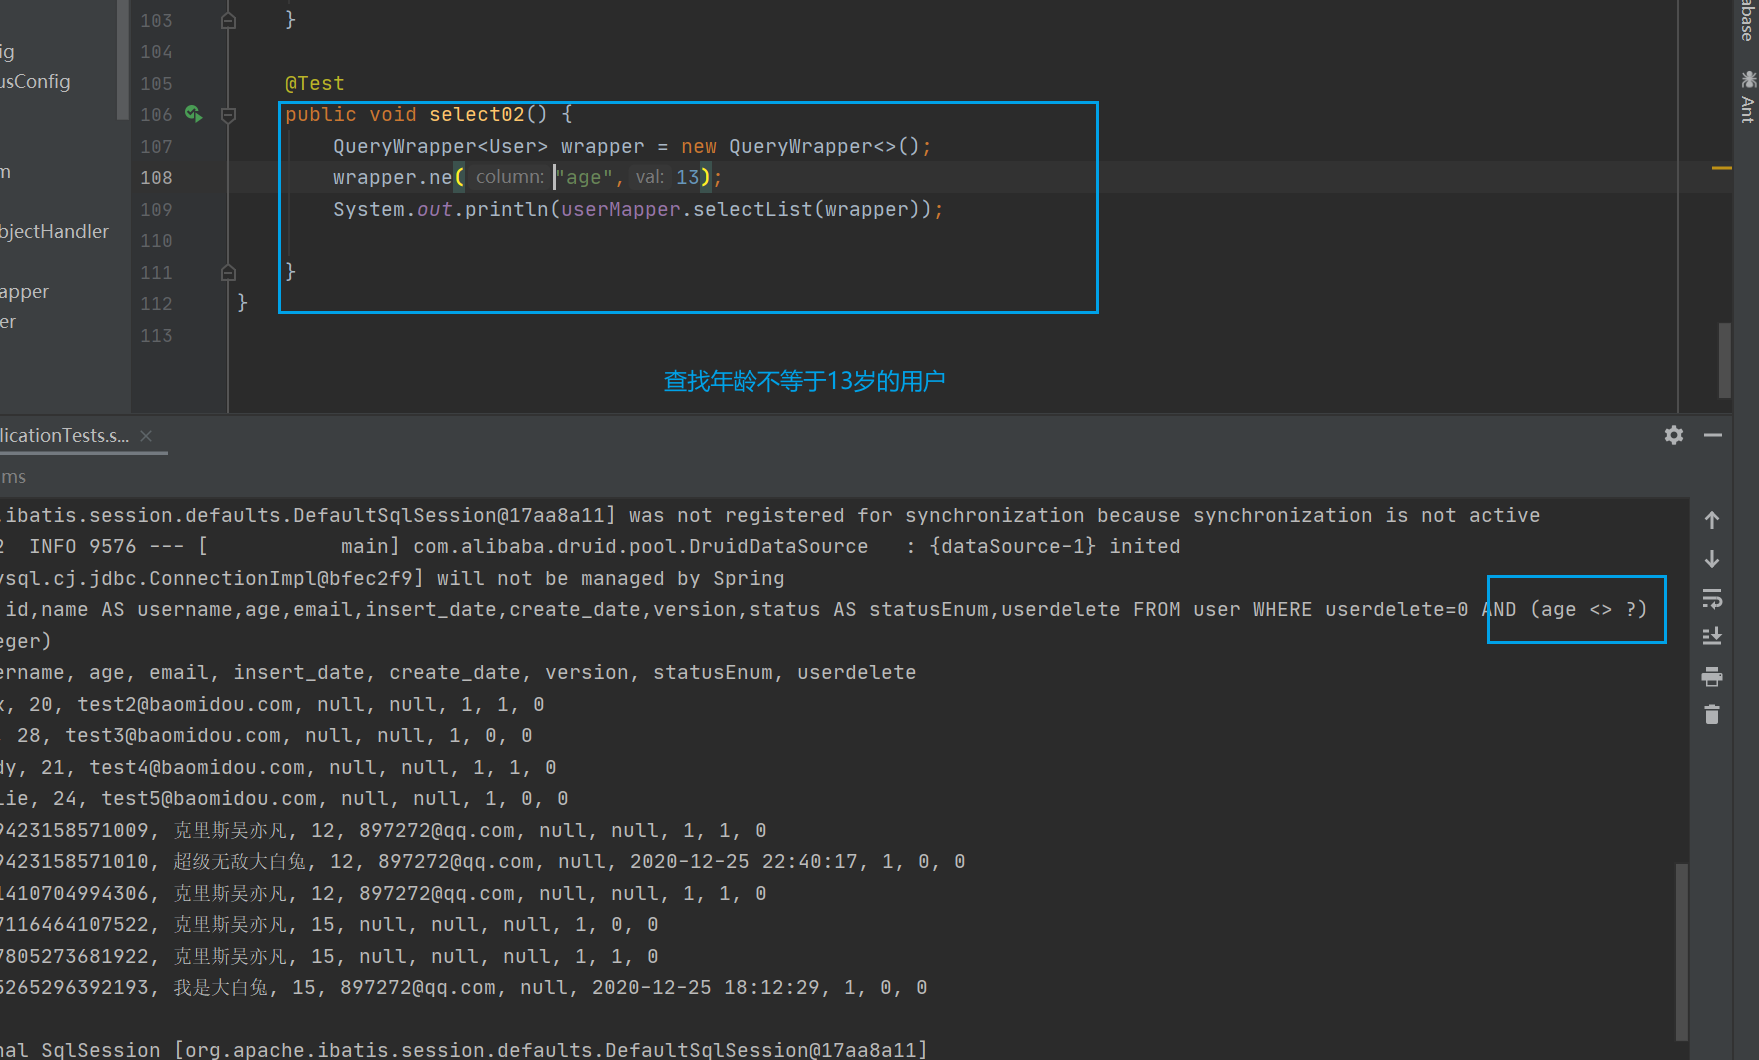 103 }
ig 104
usConfig 105 @Test
106 public void select02() {
107 QueryWrapper<User> wrapper = new QueryWrapper<>();
m 108 wrapper.ne( column: "age", val: 13);
109 System.out.println(userMapper.selectList(wrapper));
bjectHandler 110
111 }
apper 112 }
er 113
abase
Ant
查找年龄不等于13岁的用户
licationTests.s... ×
ms
.ibatis.session.defaults.DefaultSqlSession@17aa8a11] was not registered for synchronization because synchronization is not active
2 INFO 9576 --- [ main] com.alibaba.druid.pool.DruidDataSource : {dataSource-1} inited
ysql.cj.jdbc.ConnectionImpl@bfec2f9] will not be managed by Spring
id,name AS username,age,email,insert_date,create_date,version,status AS statusEnum,userdelete FROM user WHERE userdelete=0 AND (age <> ?)
eger)
ername, age, email, insert_date, create_date, version, statusEnum, userdelete
k, 20, test2@baomidou.com, null, null, 1, 1, 0
, 28, test3@baomidou.com, null, null, 1, 0, 0
dy, 21, test4@baomidou.com, null, null, 1, 1, 0
lie, 24, test5@baomidou.com, null, null, 1, 0, 0
9423158571009, 克里斯吴亦凡, 12, 897272@qq.com, null, null, 1, 1, 0
9423158571010, 超级无敌大白兔, 12, 897272@qq.com, null, 2020-12-25 22:40:17, 1, 0, 0
1410704994306, 克里斯吴亦凡, 12, 897272@qq.com, null, null, 1, 1, 0
7116464107522, 克里斯吴亦凡, 15, null, null, null, 1, 0, 0
7805273681922, 克里斯吴亦凡, 15, null, null, null, 1, 1, 0
5265296392193, 我是大白兔, 15, 897272@qq.com, null, 2020-12-25 18:12:29, 1, 0, 0
nal SqlSession [org.apache.ibatis.session.defaults.DefaultSqlSession@17aa8a11]